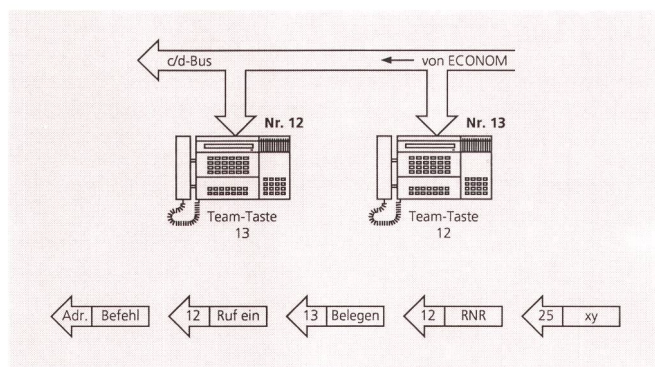 c/d-Bus
von ECONOM
Nr. 12
Nr. 13
Team-Taste
13
Team-Taste
12
Adr. Befehl
12 Ruf ein
13 Belegen
12 RNR
25 xy